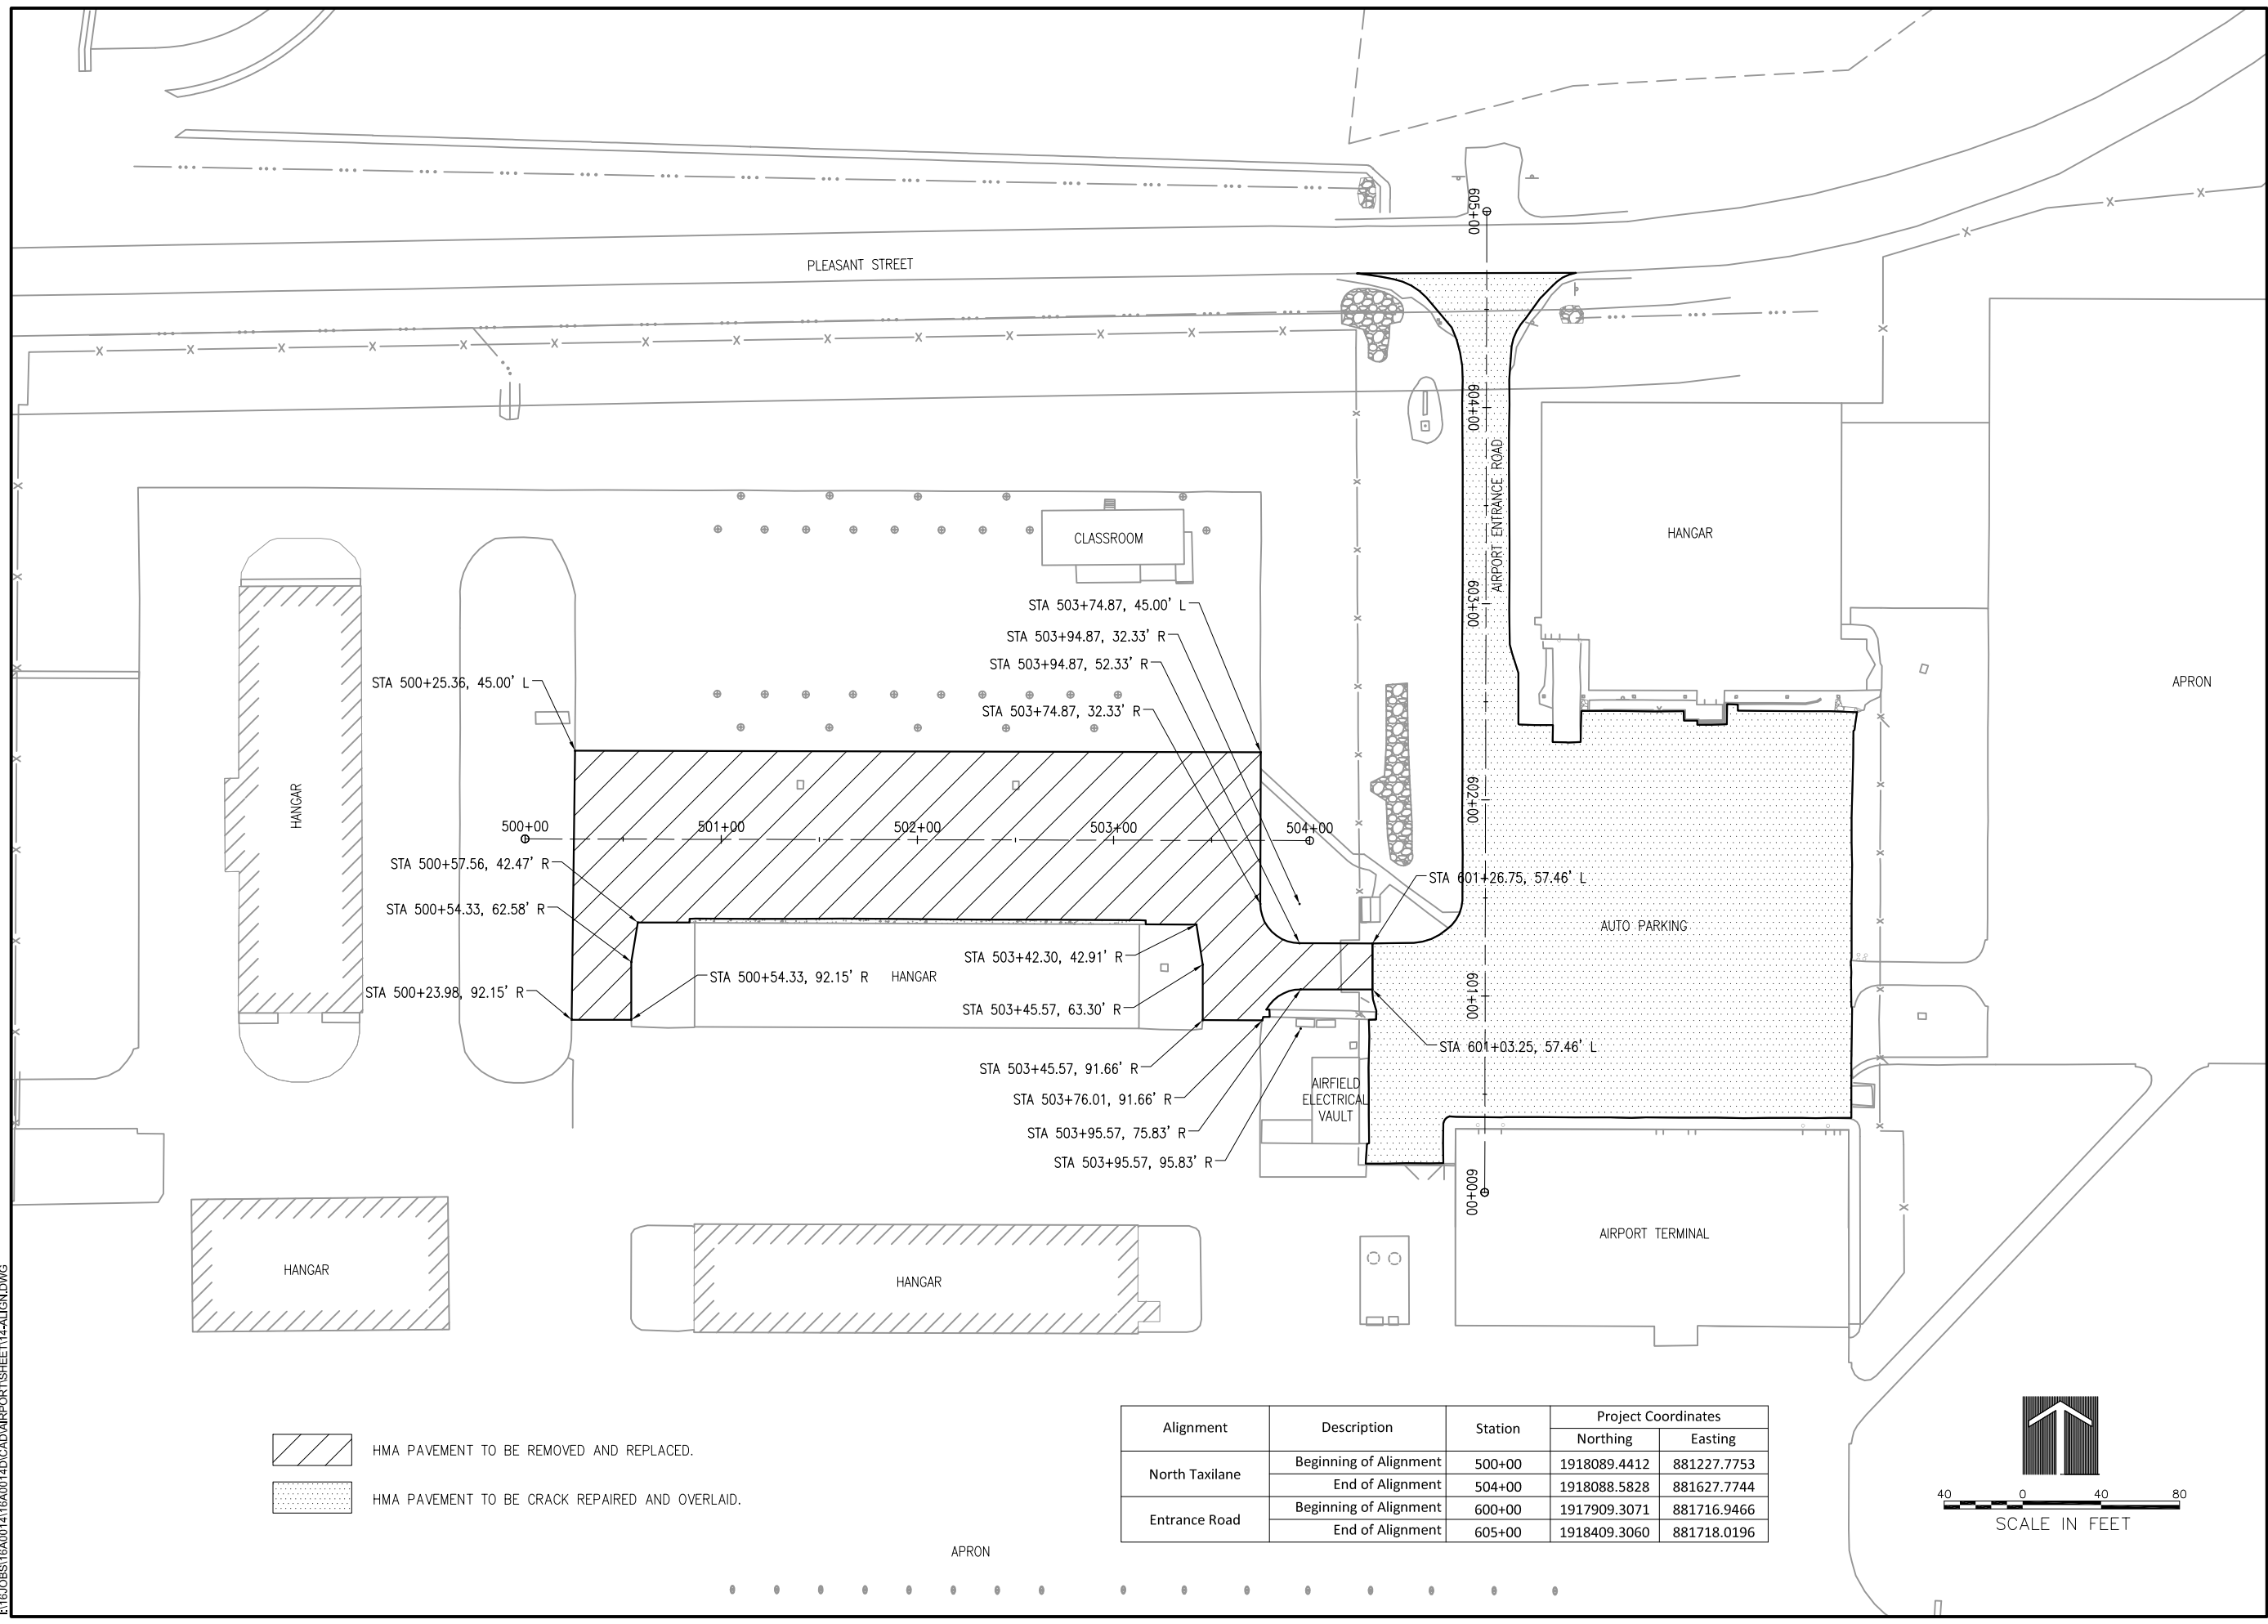 605+00
PLEASANT STREET
604+00
AIRPORT ENTRANCE ROAD
HANGAR
CLASSROOM
603+00
STA 503+74.87, 45.00' L
STA 503+94.87, 32.33' R
STA 503+94.87, 52.33' R
STA 500+25.36, 45.00' L
APRON
STA 503+74.87, 32.33' R
HANGAR
602+00
500+00
501+00
502+00
503+00
504+00
STA 500+57.56, 42.47' R
STA 601+26.75, 57.46' L
STA 500+54.33, 62.58' R
AUTO PARKING
STA 503+42.30, 42.91' R
STA 500+54.33, 92.15' R
HANGAR
STA 500+23.98, 92.15' R
601+00
STA 503+45.57, 63.30' R
STA 601+03.25, 57.46' L
STA 503+45.57, 91.66' R
AIRFIELD
ELECTRICAL
VAULT
STA 503+76.01, 91.66' R
STA 503+95.57, 75.83' R
STA 503+95.57, 95.83' R
600+00
AIRPORT TERMINAL
HANGAR
HANGAR
HMA PAVEMENT TO BE REMOVED AND REPLACED.
HMA PAVEMENT TO BE CRACK REPAIRED AND OVERLAID.
Alignment Description Station Project Coordinates
Northing Easting
North Taxilane
Beginning of Alignment 500+00 1918089.4412 881227.7753
End of Alignment 504+00 1918088.5828 881627.7744
Entrance Road
Beginning of Alignment 600+00 1917909.3071 881716.9466
End of Alignment 605+00 1918409.3060 881718.0196
40 0 40 80
SCALE IN FEET
APRON
I:\16JOBS\16A0014\16A0014D\CAD\AIRPORT\SHEET\14-ALIGN.DWG